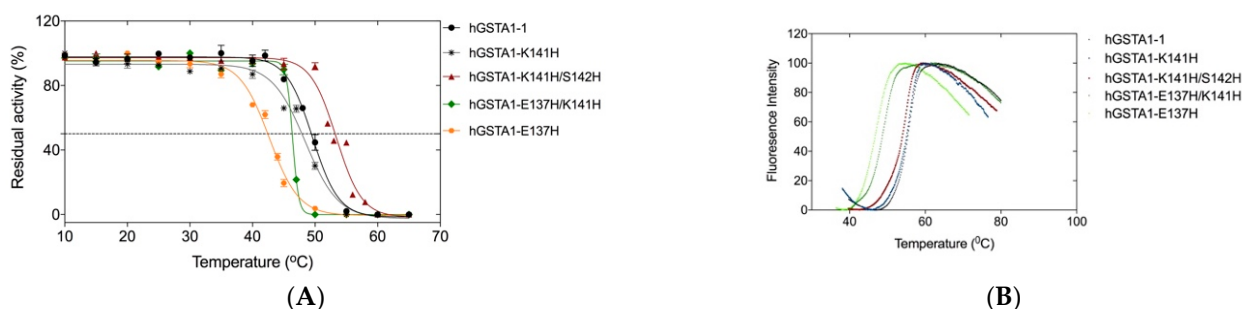 120
80
40
0
Residual activity (%)
10 20 30 40 50 60 70
Temperature (ºC)
hGSTA1-1
hGSTA1-K141H
hGSTA1-K141H/S142H
hGSTA1-E137H/K141H
hGSTA1-E137H
(A)
120
100
80
60
40
20
0
Fluoresence Intensity
40 60 80 100
Temperature (⁰C)
hGSTA1-1
hGSTA1-K141H
hGSTA1-K141H/S142H
hGSTA1-E137H/K141H
hGSTA1-E137H
(B)